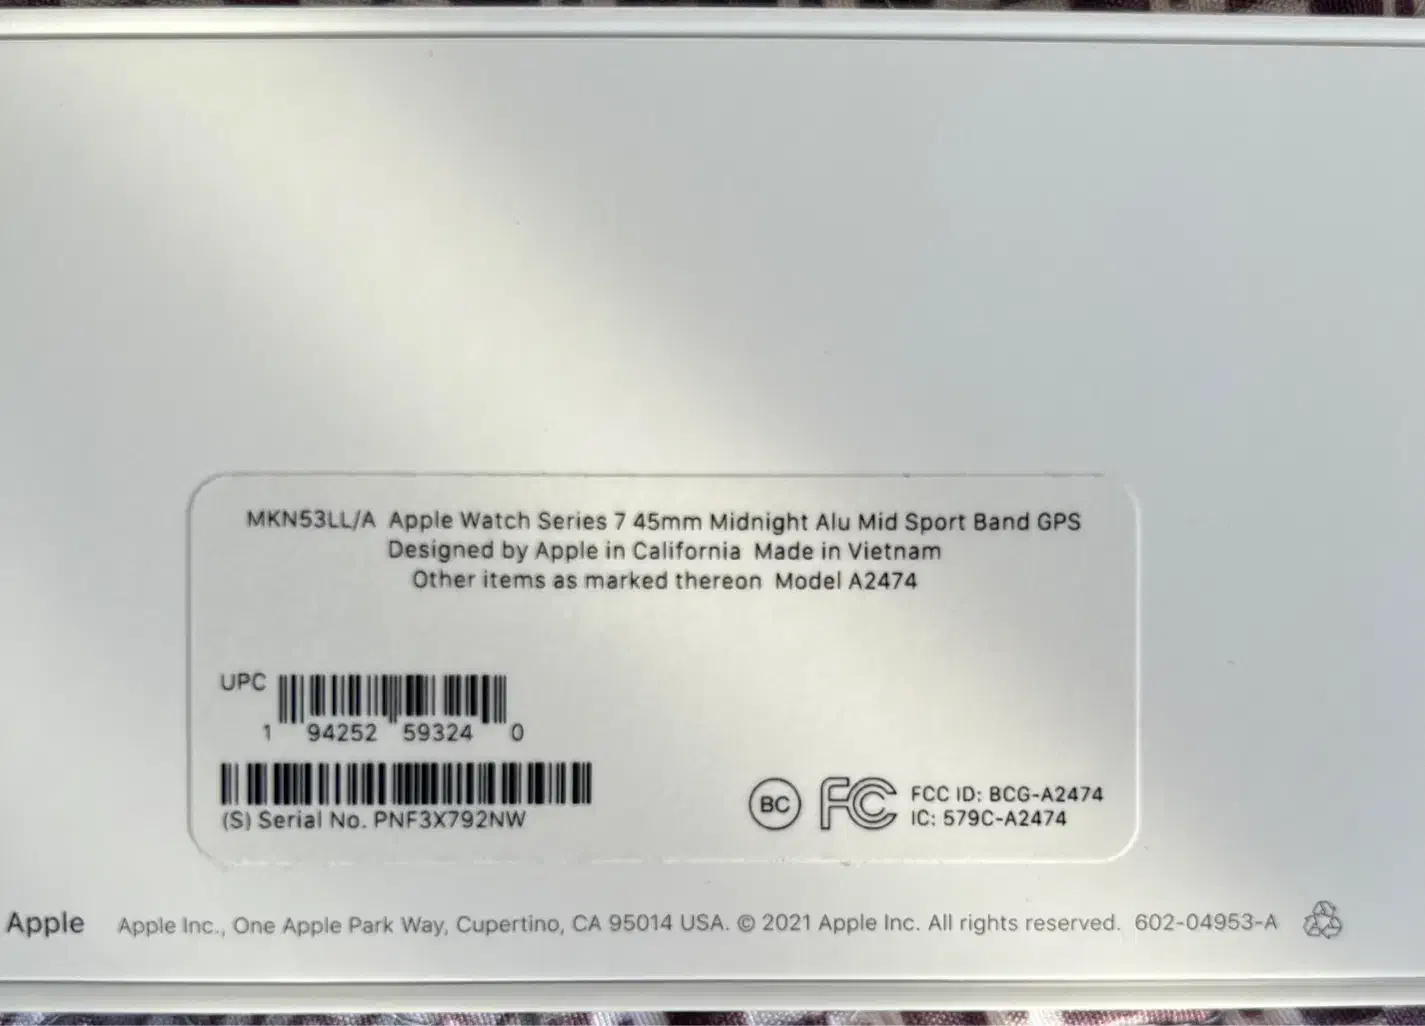 MKN53LL/A Apple Watch Series 7 45mm Midnight Alu Mid Sport Band GPS
Designed by Apple in California Made in Vietnam
Other items as marked thereon Model A2474
UPC
1 94252 59324 0
(S) Serial No. PNF3X792NW
BC FC FCC ID: BCG-A2474
IC: 579C-A2474
Apple Apple Inc., One Apple Park Way, Cupertino, CA 95014 USA. © 2021 Apple Inc. All rights reserved. 602-04953-A